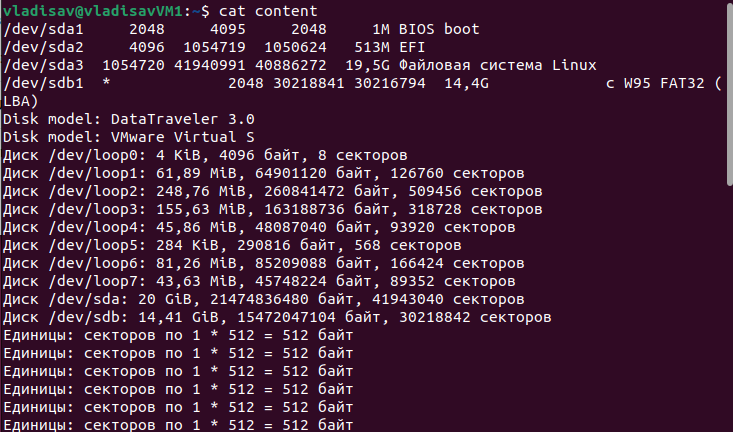 vladisav@vladisavVM1:~$ cat content
/dev/sda1     2048     4095     2048     1M BIOS boot
/dev/sda2     4096  1054719  1050624   513M EFI
/dev/sda3  1054720 41940991 40886272  19,5G Файловая система Linux
/dev/sdb1  *             2048 30218841 30216794  14,4G             c W95 FAT32 (
LBA)
Disk model: DataTraveler 3.0
Disk model: VMware Virtual S
Диск /dev/loop0: 4 KiB, 4096 байт, 8 секторов
Диск /dev/loop1: 61,89 MiB, 64901120 байт, 126760 секторов
Диск /dev/loop2: 248,76 MiB, 260841472 байт, 509456 секторов
Диск /dev/loop3: 155,63 MiB, 163188736 байт, 318728 секторов
Диск /dev/loop4: 45,86 MiB, 48087040 байт, 93920 секторов
Диск /dev/loop5: 284 KiB, 290816 байт, 568 секторов
Диск /dev/loop6: 81,26 MiB, 85209088 байт, 166424 секторов
Диск /dev/loop7: 43,63 MiB, 45748224 байт, 89352 секторов
Диск /dev/sda: 20 GiB, 21474836480 байт, 41943040 секторов
Диск /dev/sdb: 14,41 GiB, 15472047104 байт, 30218842 секторов
Единицы: секторов по 1 * 512 = 512 байт
Единицы: секторов по 1 * 512 = 512 байт
Единицы: секторов по 1 * 512 = 512 байт
Единицы: секторов по 1 * 512 = 512 байт
Единицы: секторов по 1 * 512 = 512 байт
Единицы: секторов по 1 * 512 = 512 байт